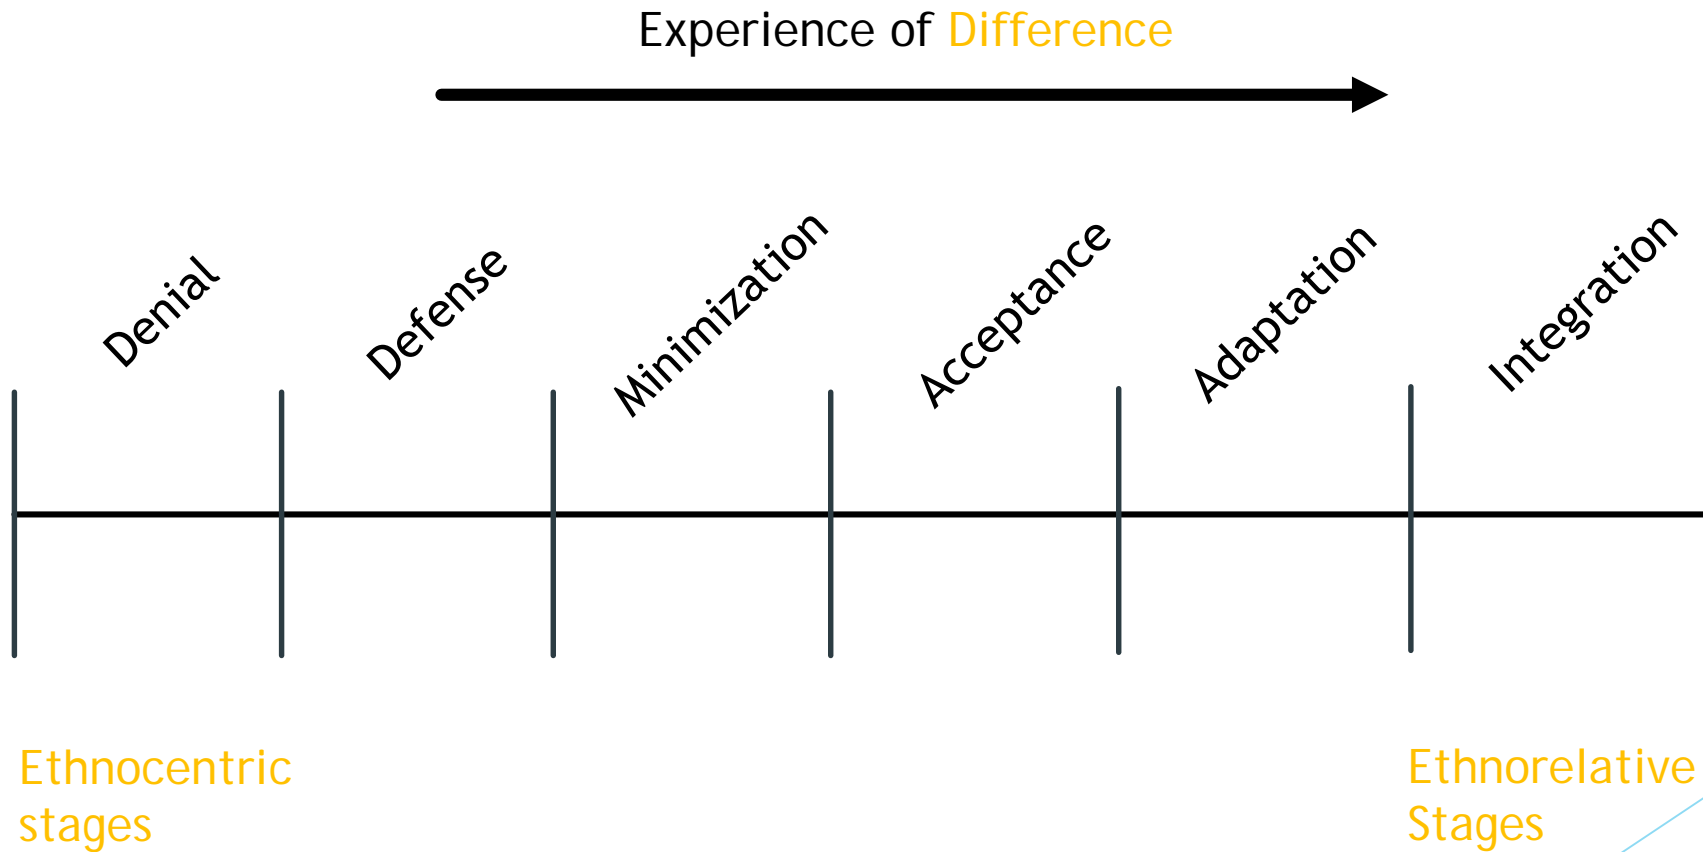 Experience of Difference
Denial
Defense
Minimization
Acceptance
Adaptation
Integration
Ethnocentric
stages
Ethnorelative
Stages